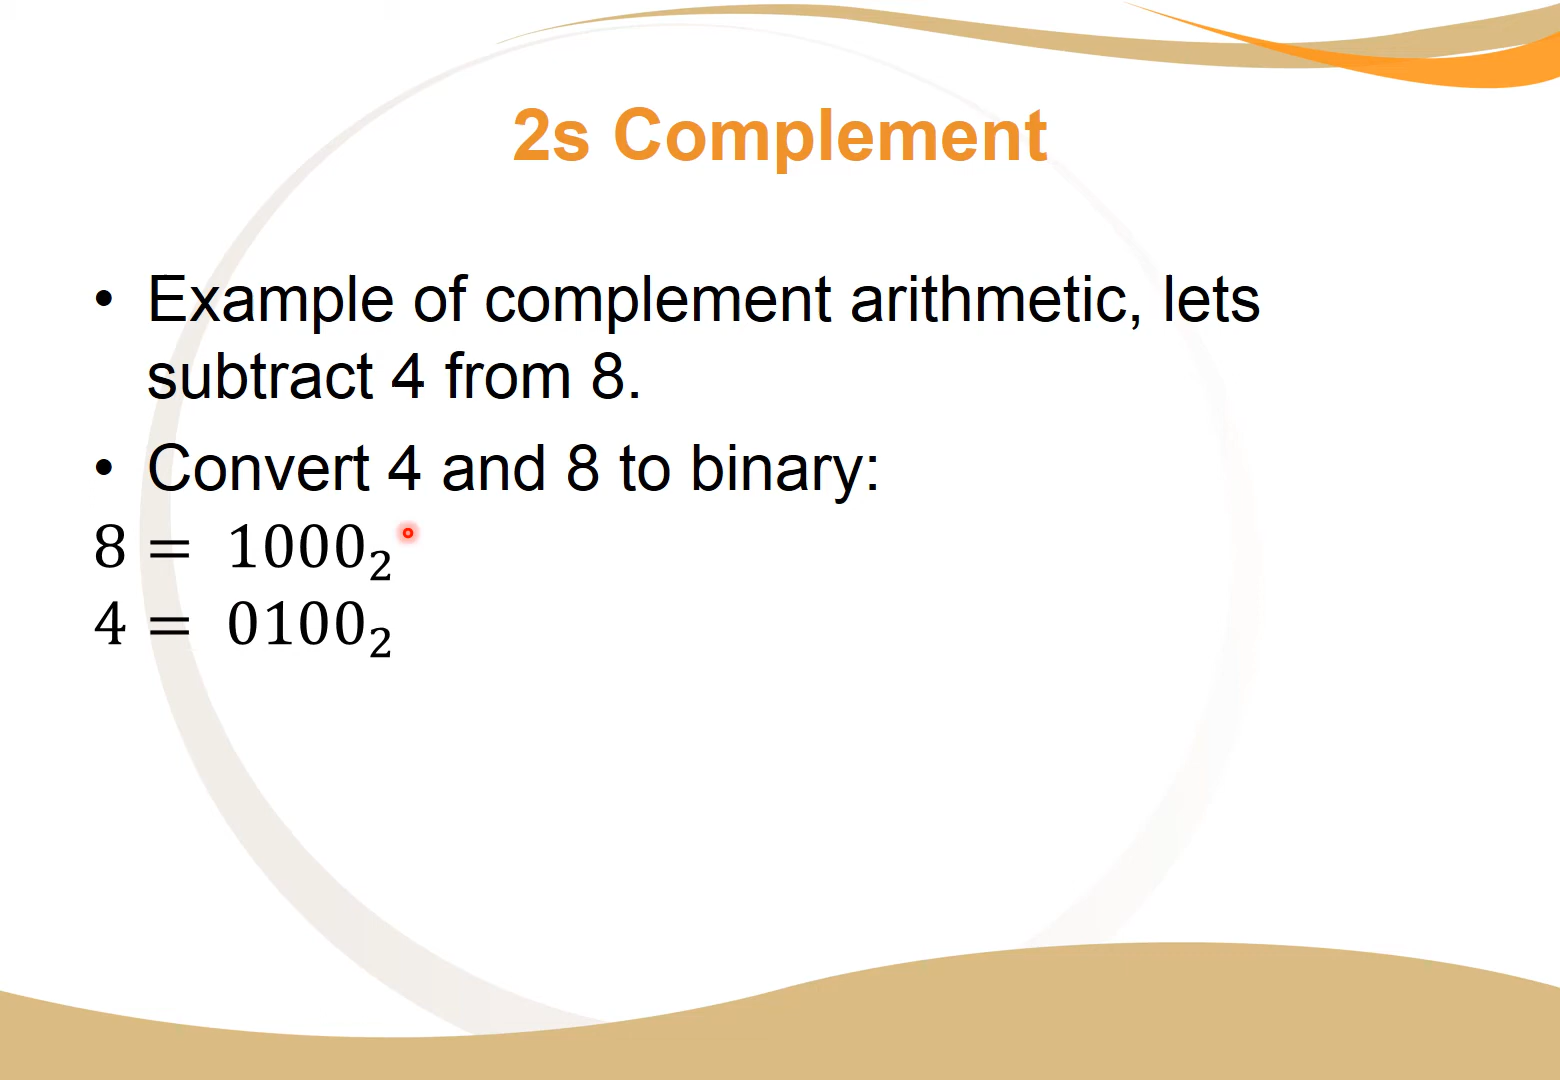 2s Complement
• Example of complement arithmetic, lets
subtract 4 from 8.
• Convert 4 and 8 to binary:
8 = 1000₂
4 = 0100₂